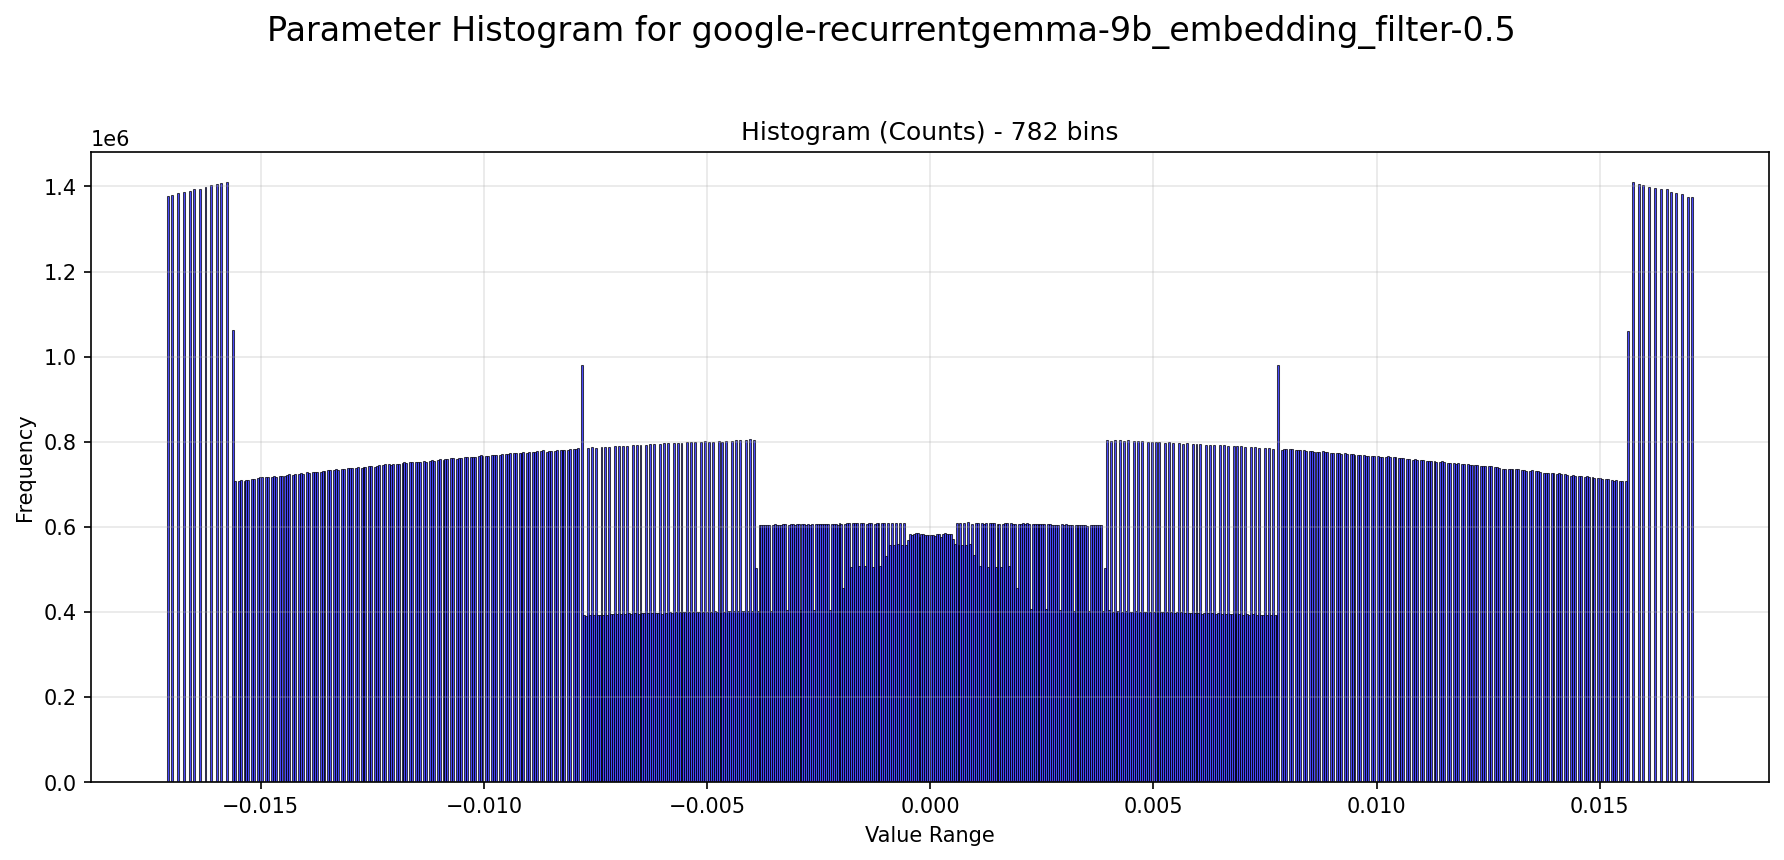 Parameter Histogram for google-recurrentgemma-9b_embedding_filter-0.5
Histogram (Counts) - 782 bins
1e6
1.4
1.2
1.0
0.8
0.6
0.4
0.2
0.0
Frequency
−0.015 −0.010 −0.005 0.000 0.005 0.010 0.015
Value Range